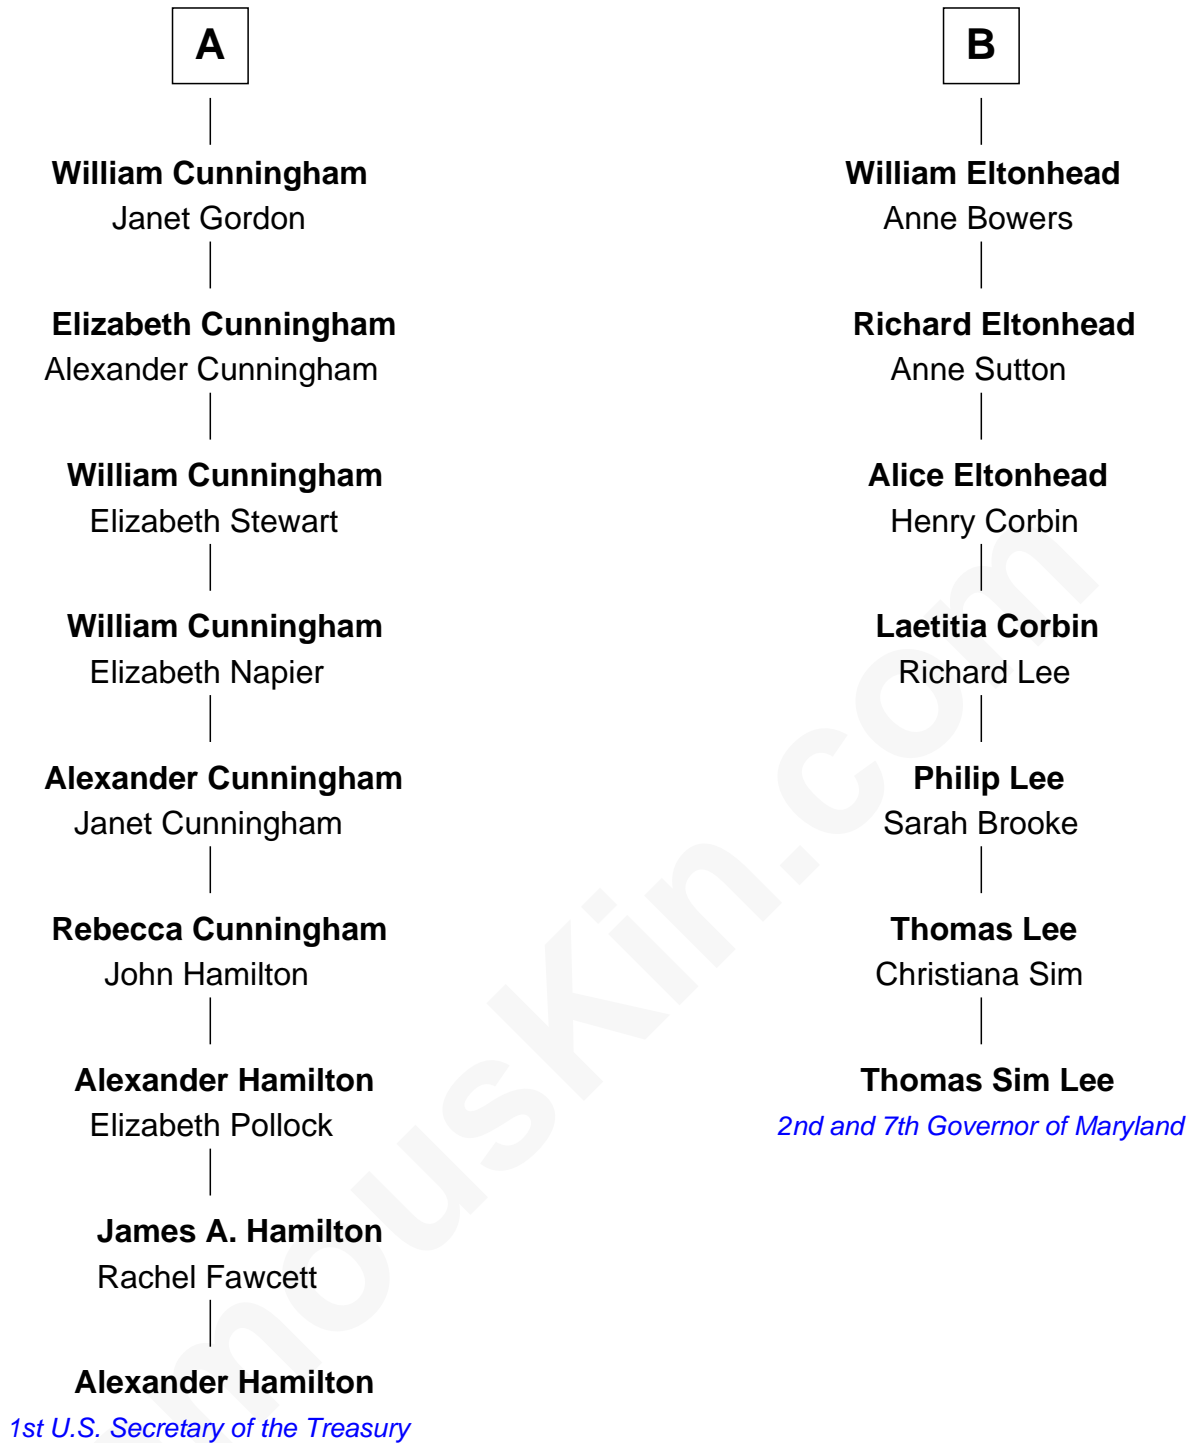 A
William Cunningham
Janet Gordon
Elizabeth Cunningham
Alexander Cunningham
William Cunningham
Elizabeth Stewart
William Cunningham
Elizabeth Napier
Alexander Cunningham
Janet Cunningham
Rebecca Cunningham
John Hamilton
Alexander Hamilton
Elizabeth Pollock
James A. Hamilton
Rachel Fawcett
Alexander Hamilton
1st U.S. Secretary of the Treasury
B
William Eltonhead
Anne Bowers
Richard Eltonhead
Anne Sutton
Alice Eltonhead
Henry Corbin
Laetitia Corbin
Richard Lee
Philip Lee
Sarah Brooke
Thomas Lee
Christiana Sim
Thomas Sim Lee
2nd and 7th Governor of Maryland
mousKin.com